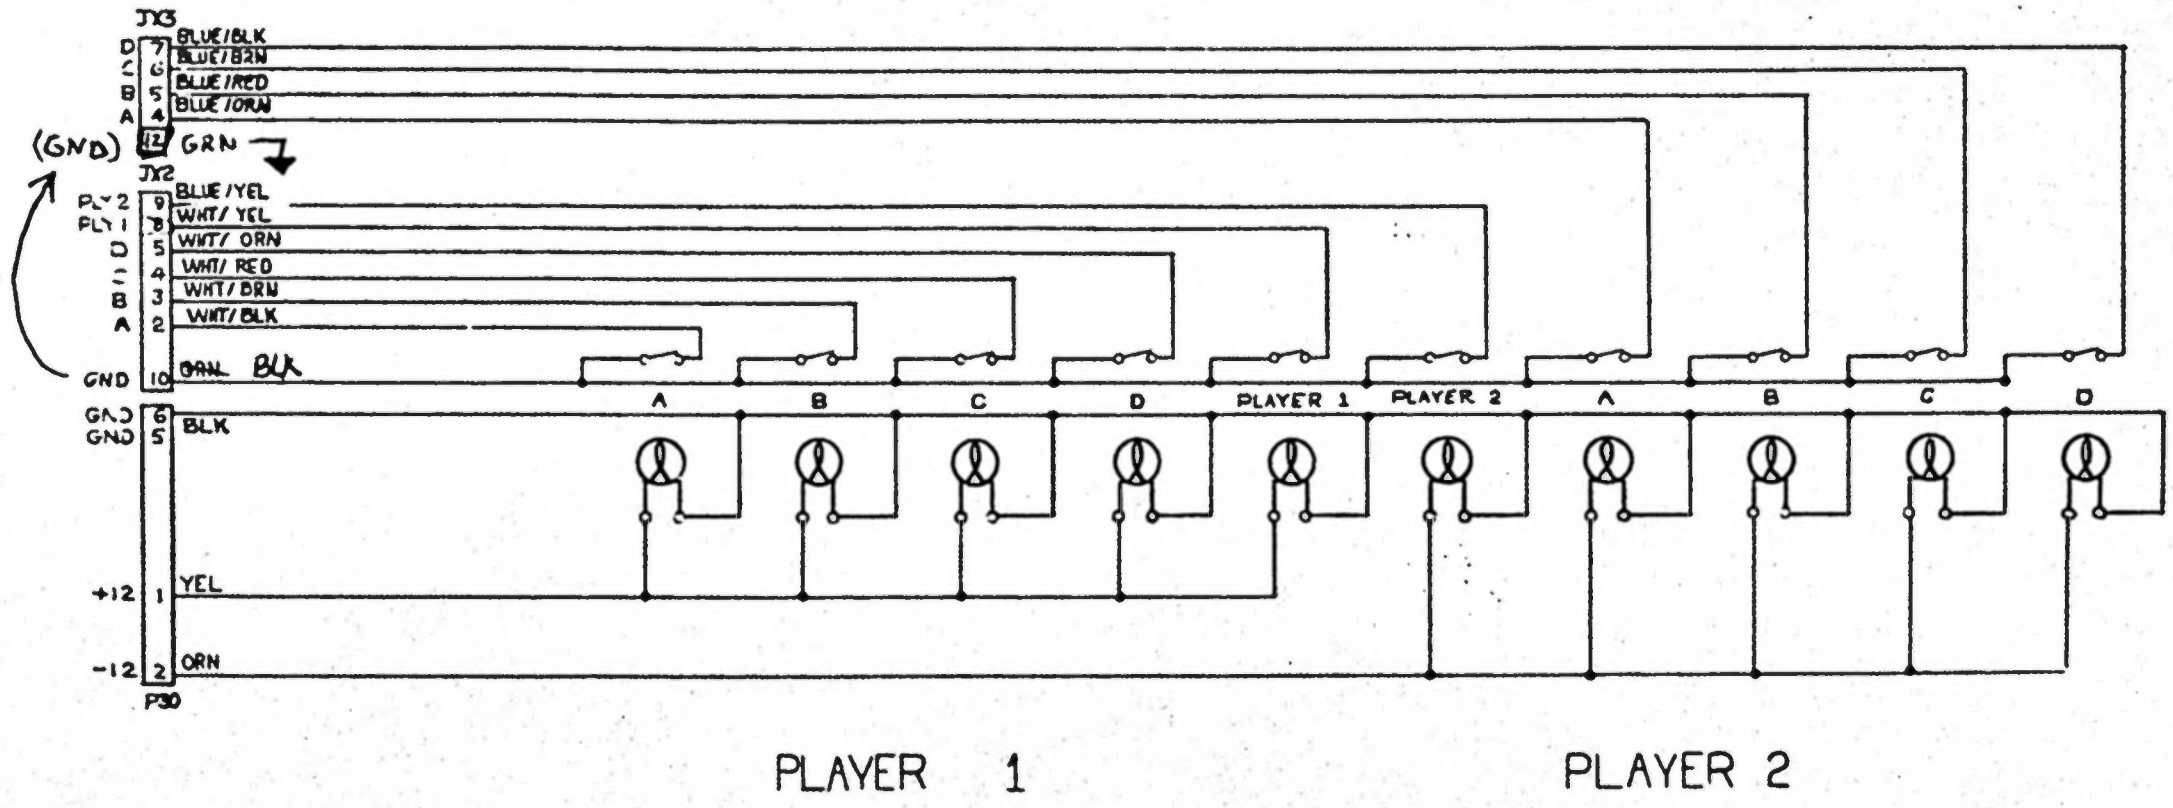 JX3
D 7 BLUE/BLK
C 6 BLUE/BRN
B 5 BLUE/RED
A 4 BLUE/ORN
(GND) 12 GRN
JX2
PLY 2 9 BLUE/YEL
PLY 1 8 WHT/YEL
D 5 WHT/ORN
4 WHT/RED
B 3 WHT/BRN
A 2 WHT/BLK
GND 10 BLK
A B C D PLAYER 1 PLAYER 2 A B C D
GND 6 BLK
GND 5
+12 1 YEL
-12 2 ORN
P30
PLAYER 1 PLAYER 2